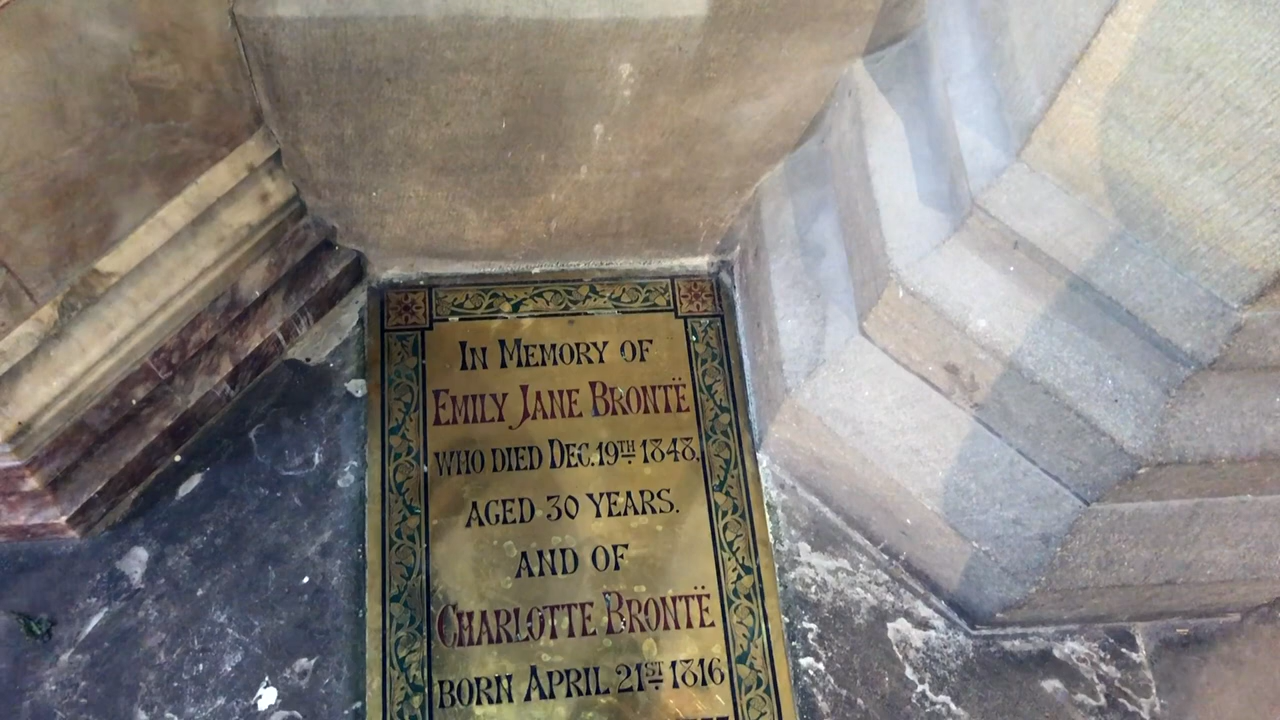 IN MEMORY OF
EMILY JANE BRONTË
WHO DIED DEC. 19TH 1848.
AGED 30 YEARS.
AND OF
CHARLOTTE BRONTË
BORN APRIL 21ST 1816